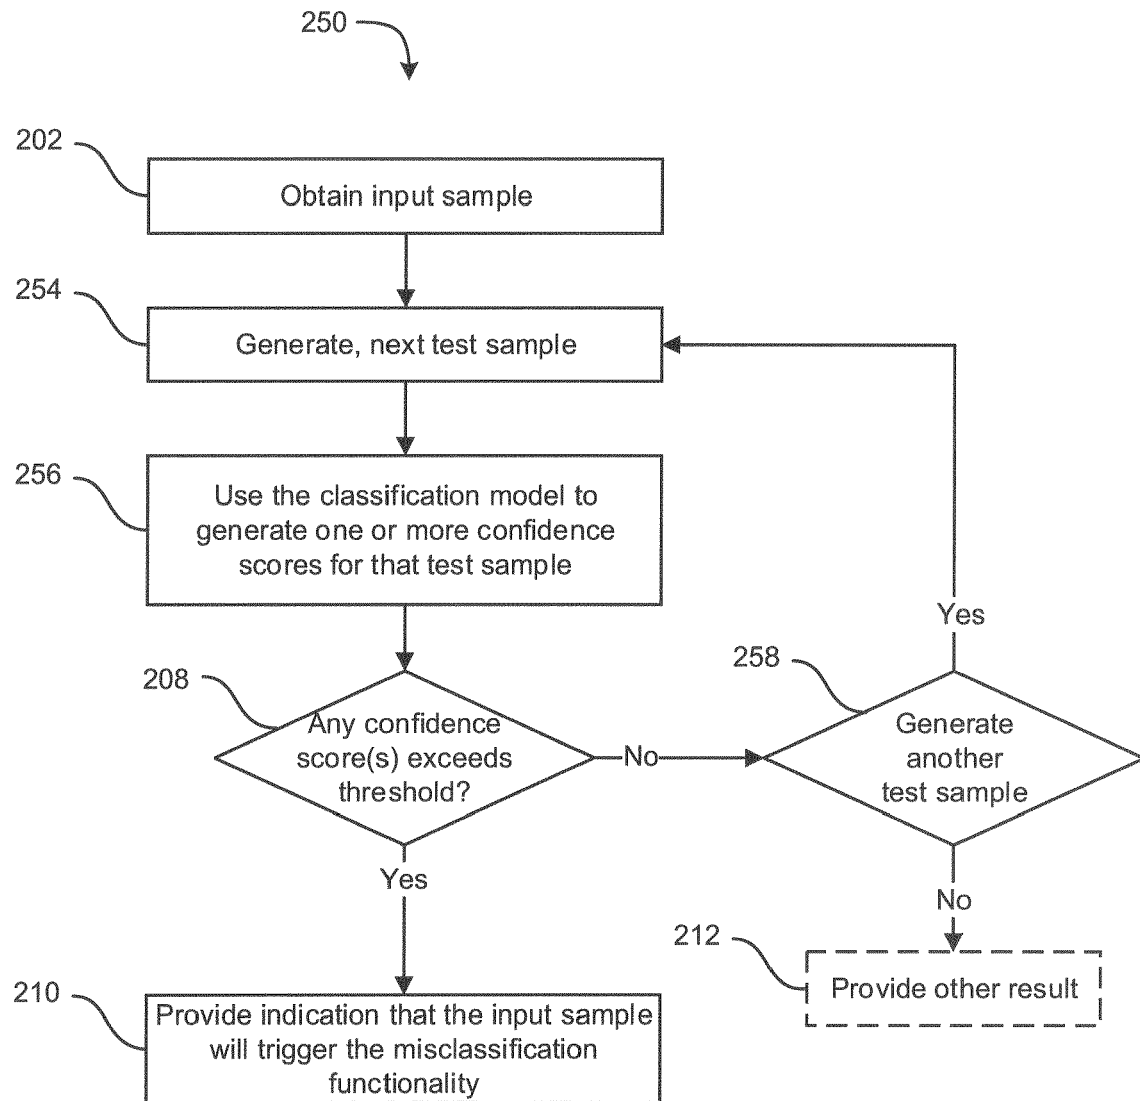 250
202
Obtain input sample
254
Generate, next test sample
256
Use the classification model to
generate one or more confidence
scores for that test sample
Yes
208
258
Any confidence
score(s) exceeds
threshold?
No
Generate
another
test sample
Yes
No
212
Provide other result
210
Provide indication that the input sample
will trigger the misclassification
functionality